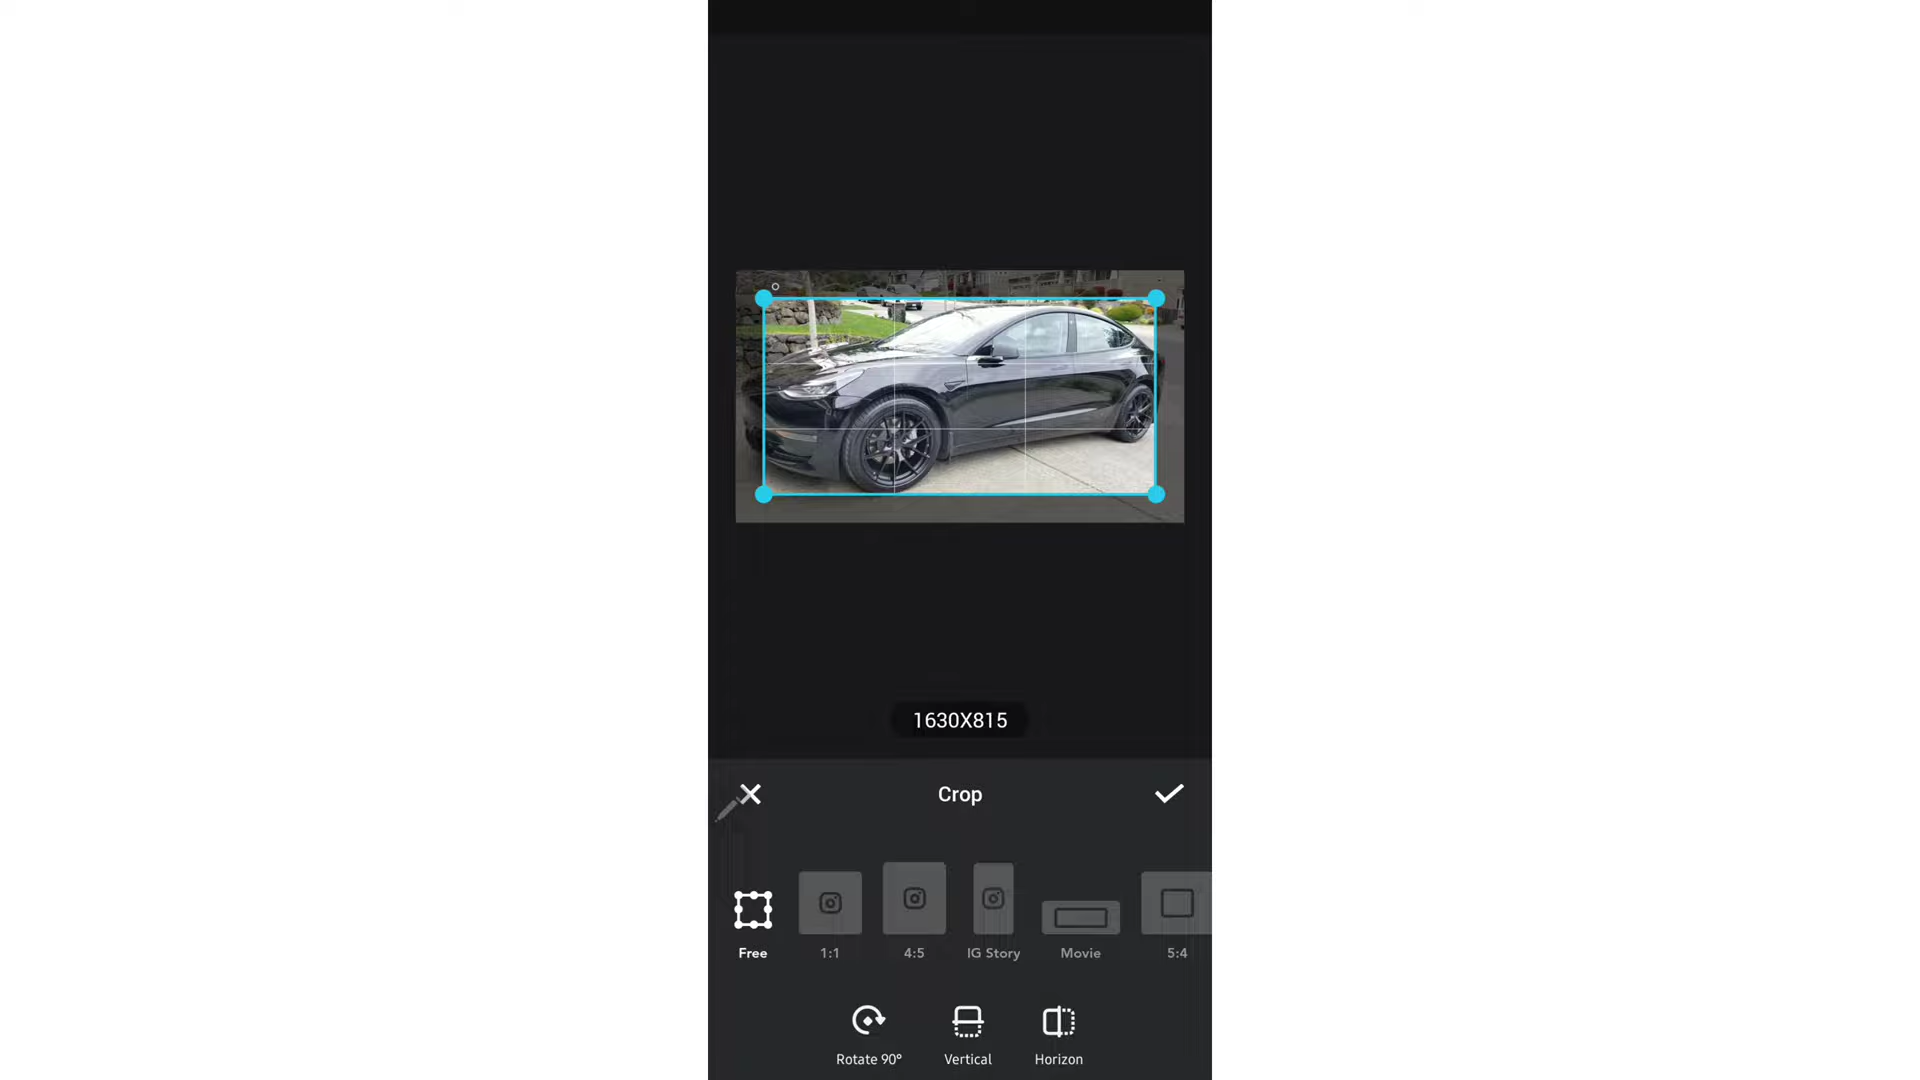 1630X815
Crop
Free
1:1
4:5
IG Story
Movie
5:4
Rotate 90°
Vertical
Horizon